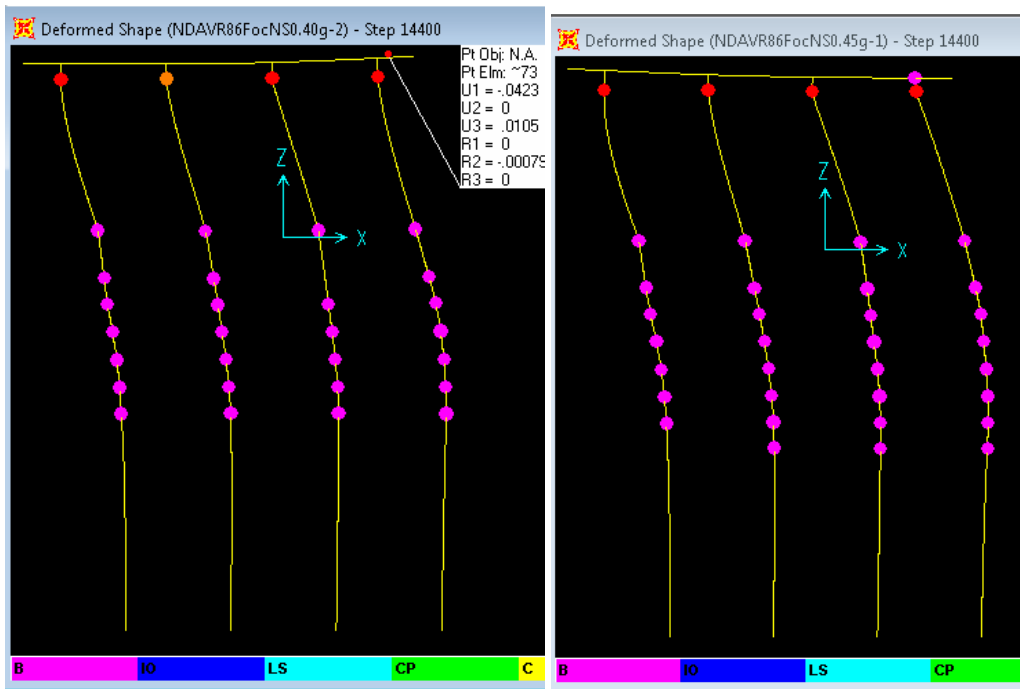 Deformed Shape (NDAVR86FocNS0.40g-2) - Step 14400
Pt Obj: N.A.
Pt Elm: ~73
U1 = -.0423
U2 = 0
U3 = .0105
R1 = 0
R2 = -.00079
R3 = 0
Z
X
B IO LS CP C
Deformed Shape (NDAVR86FocNS0.45g-1) - Step 14400
Z
X
B IO LS CP